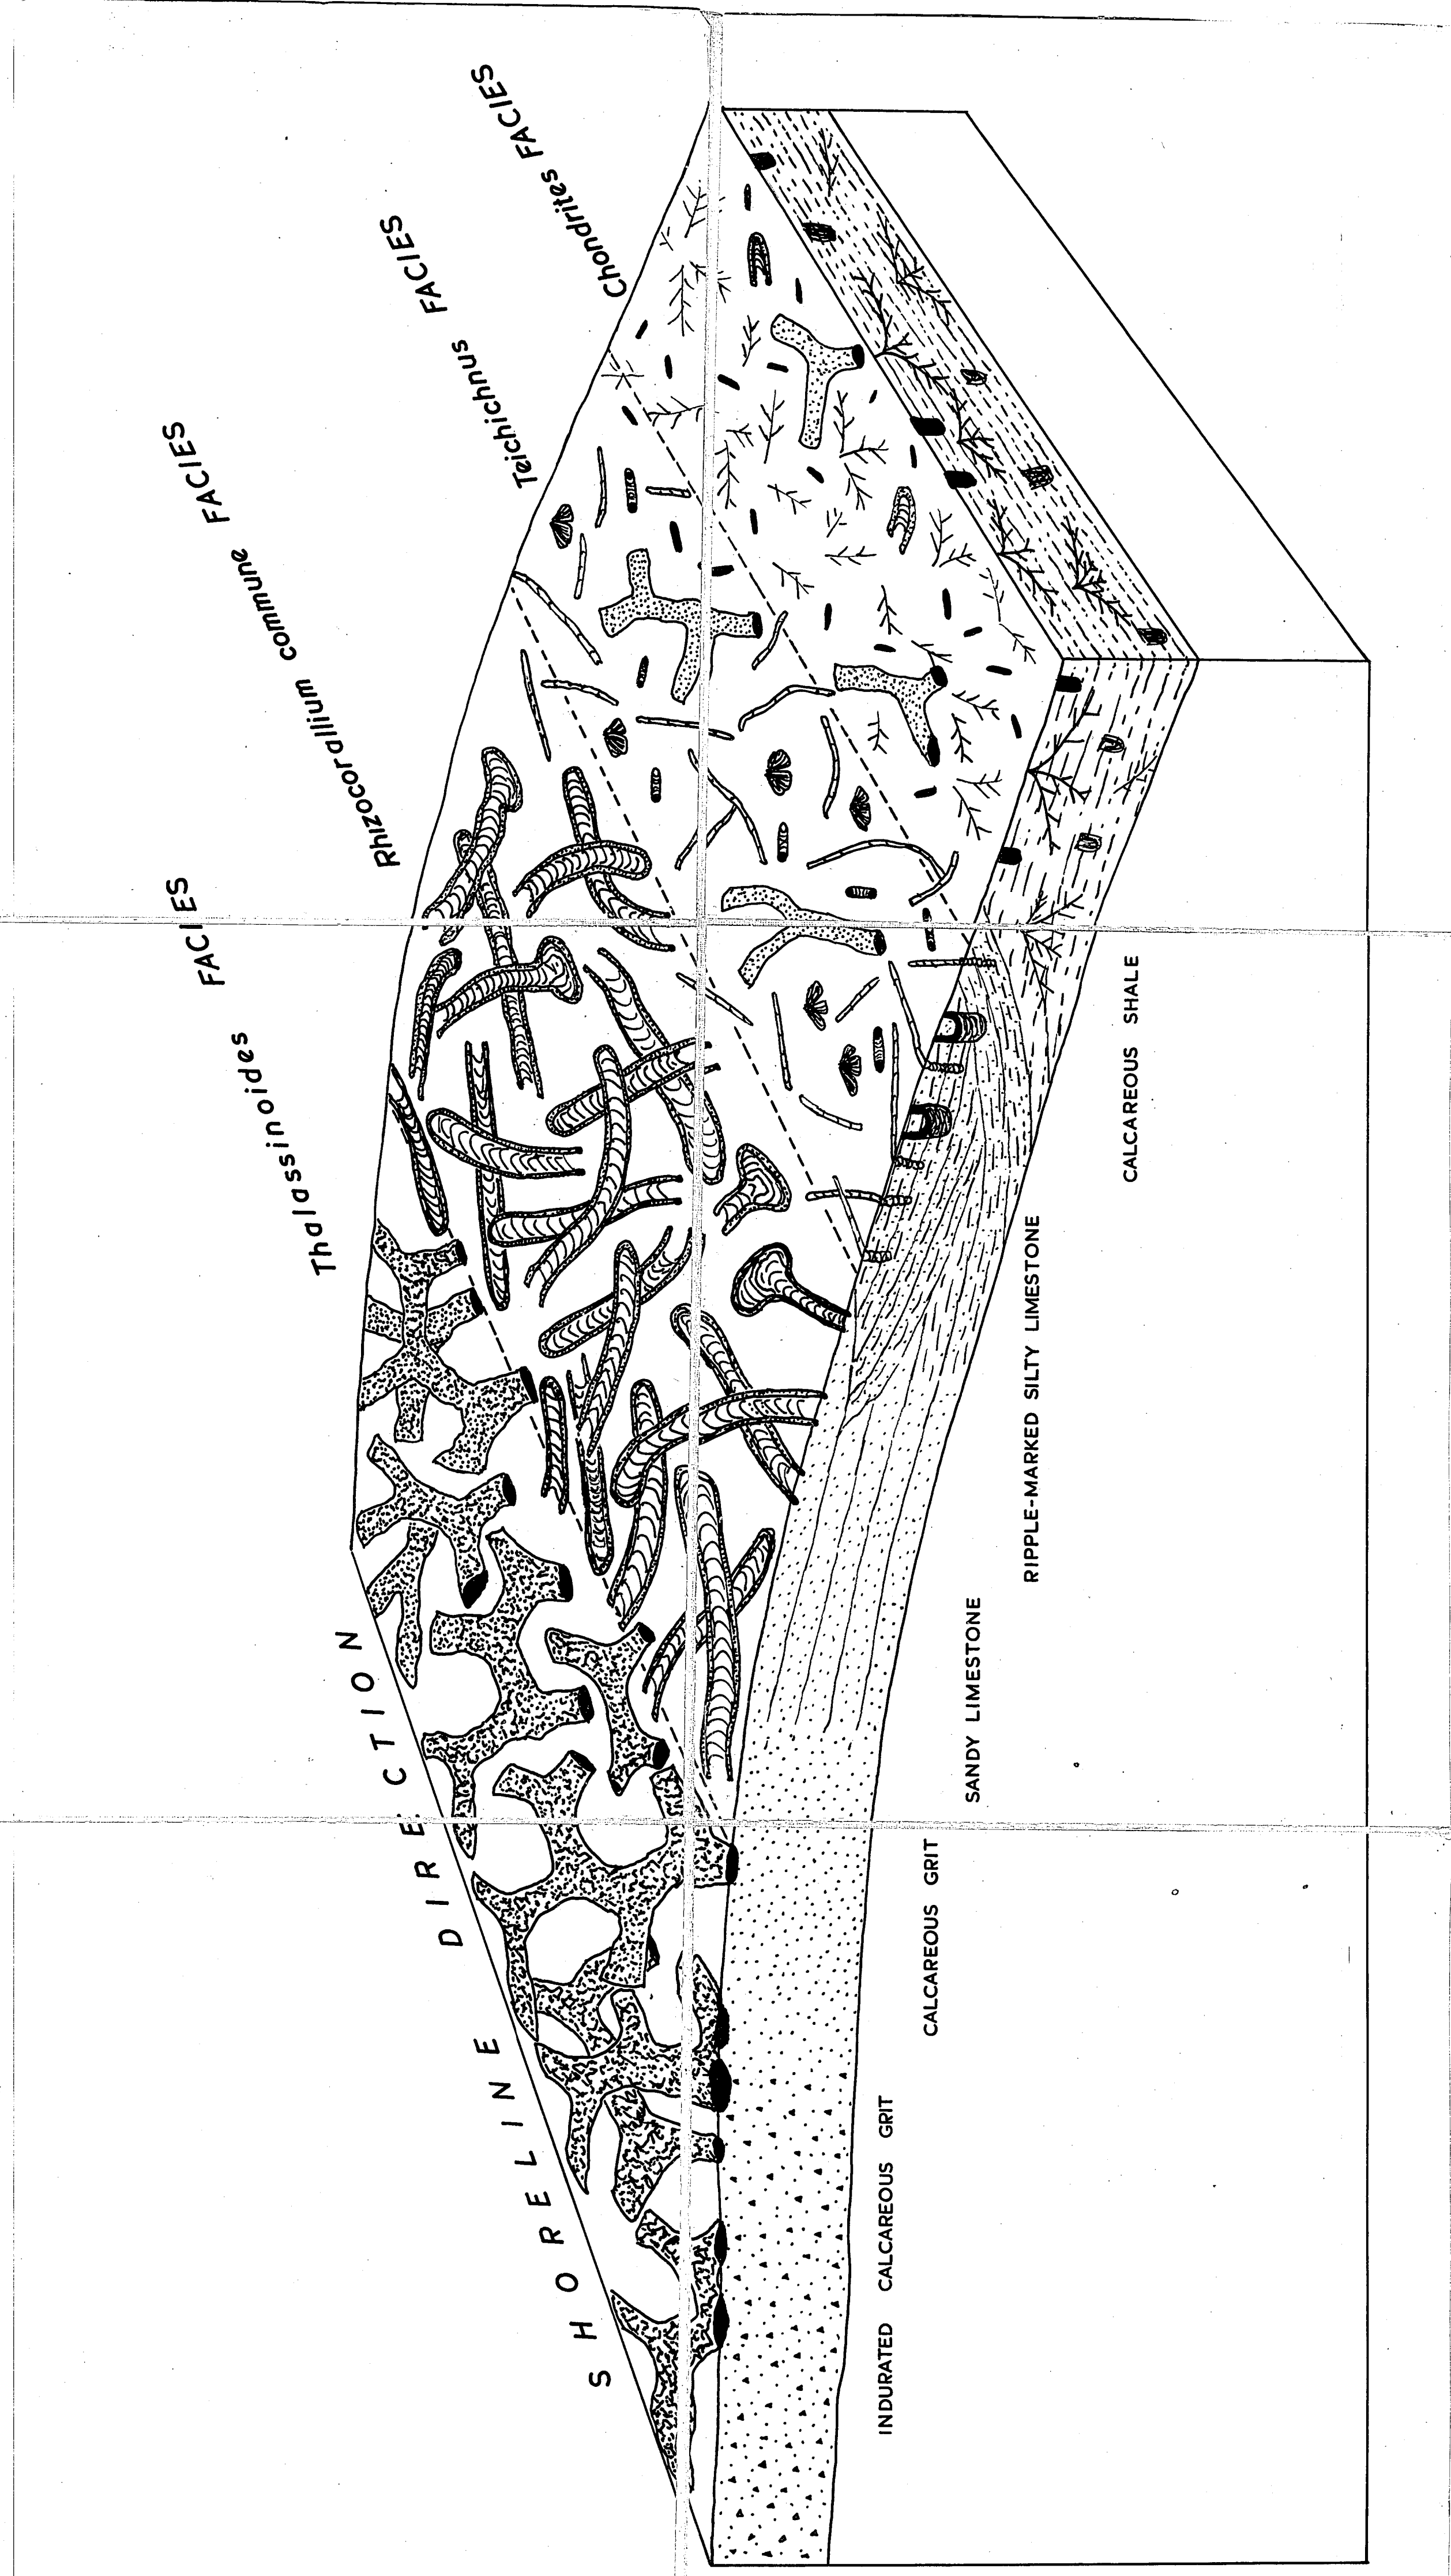 Thalassinoides FACIES
Rhizocorallium commune FACIES
Teichichnus FACIES
Chondrites FACIES
SHORELINE DIRECTION
INDURATED CALCAREOUS GRIT
CALCAREOUS GRIT
SANDY LIMESTONE
RIPPLE-MARKED SILTY LIMESTONE
CALCAREOUS SHALE